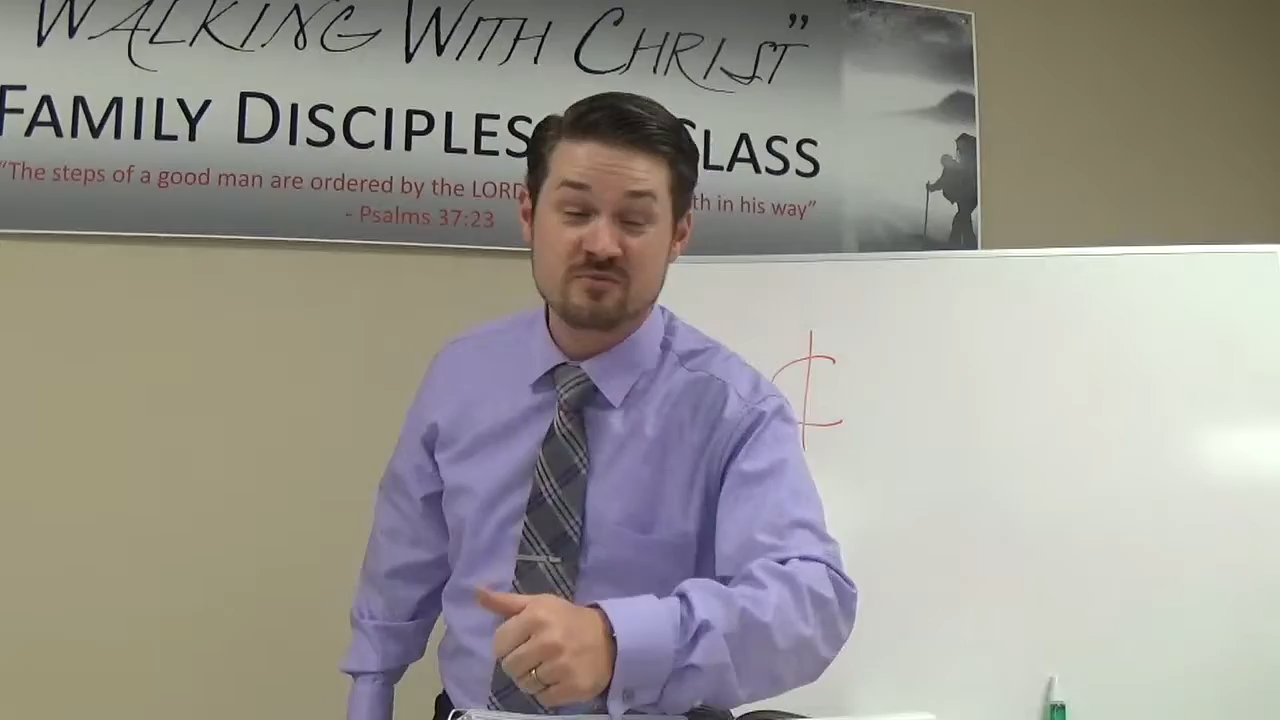 WALKING WITH CHRIST"
FAMILY DISCIPLES CLASS
"The steps of a good man are ordered by the LORD th in his way"
- Psalms 37:23
¢